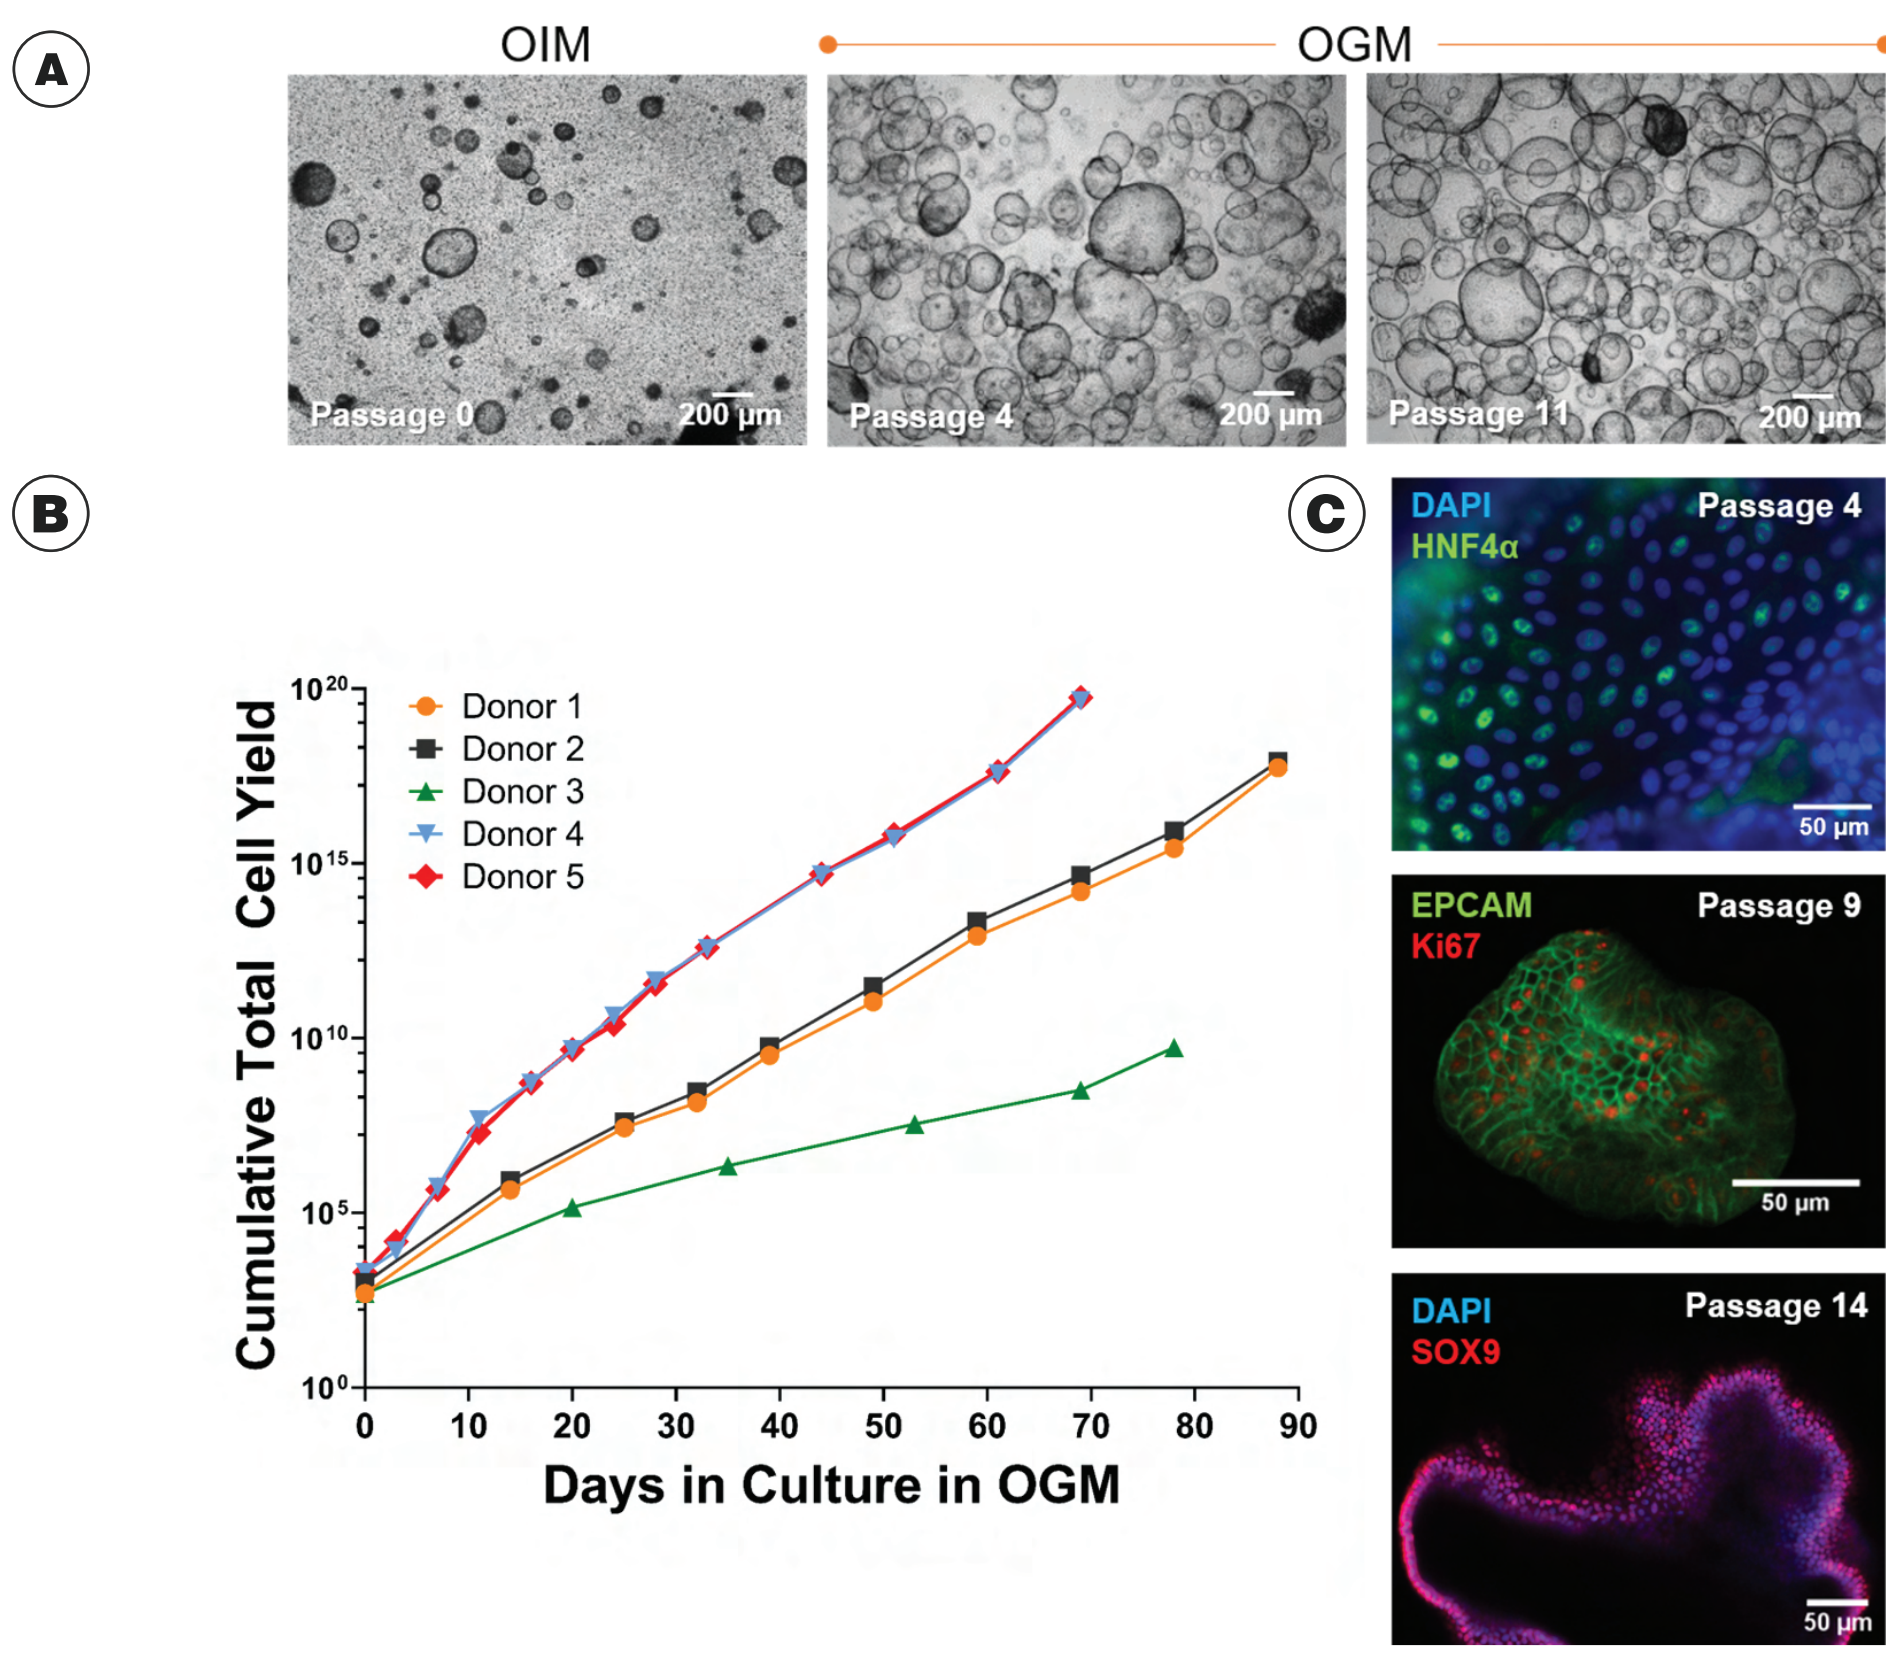 A
OIM
OGM
Passage 0
200 µm
Passage 4
200 µm
Passage 11
200 µm
B
Cumulative Total Cell Yield
10²⁰
10¹⁵
10¹⁰
10⁵
10⁰
Donor 1
Donor 2
Donor 3
Donor 4
Donor 5
0 10 20 30 40 50 60 70 80 90
Days in Culture in OGM
C
DAPI
HNF4α
Passage 4
50 µm
EPCAM
Ki67
Passage 9
50 µm
DAPI
SOX9
Passage 14
50 µm